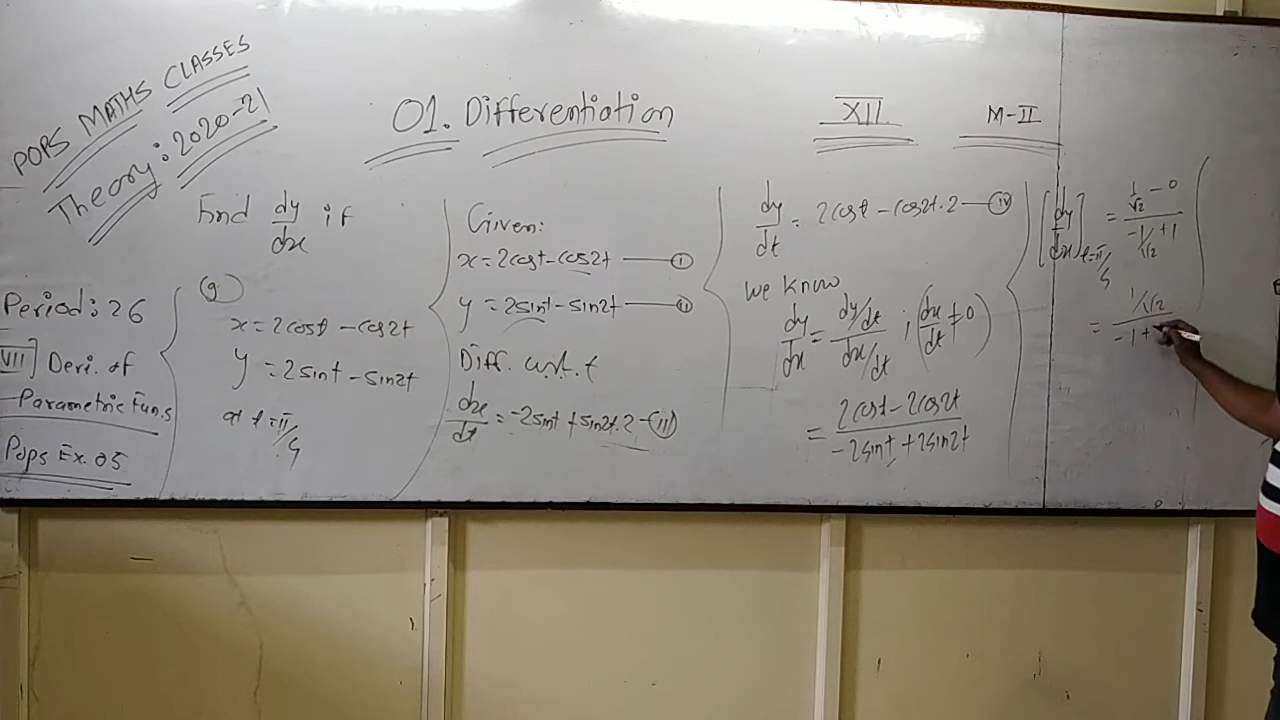 POPS MATHS CLASSES
Theory: 2020-21
01. Differentiation
XII
M-II
Period: 26
VII] Deri. of
Parametric Fun.s
Pops Ex. 05
Find dy/dx if
9)
x = 2cost - cos2t
y = 2sint - sin2t
at t = π/4
Given:
x = 2cost - cos2t — (i)
y = 2sint - sin2t — (ii)
Diff. w.r.t. t
dx/dt = -2sint + sin2t.2 — (iii)
dy/dt = 2cost - cos2t.2 — (iv)
we know
dy/dx = dy/dt / dx/dt ; (dx/dt ≠ 0)
= 2cost - 2cos2t / -2sint + 2sin2t
[dy/dx] t = π/4 = 1/√2 - 0 / -1/√2 + 1
= 1/√2 / -1 +